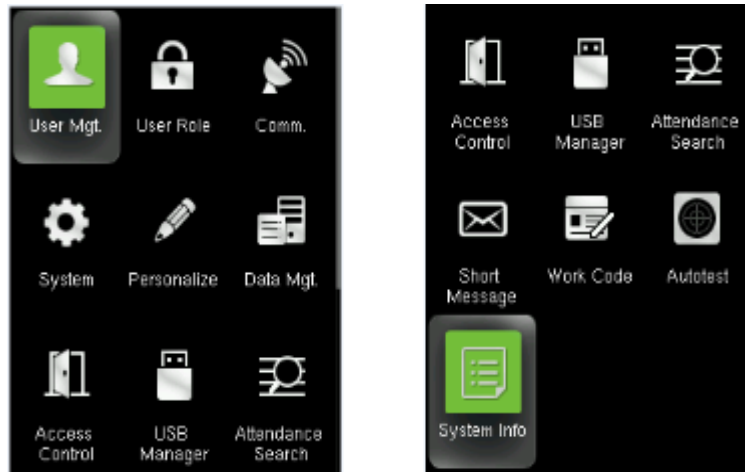 User Mgt. User Role Comm.
System Personalize Data Mgt.
Access Control USB Manager Attendance Search
Access Control USB Manager Attendance Search
Short Message Work Code Autotest
System Info